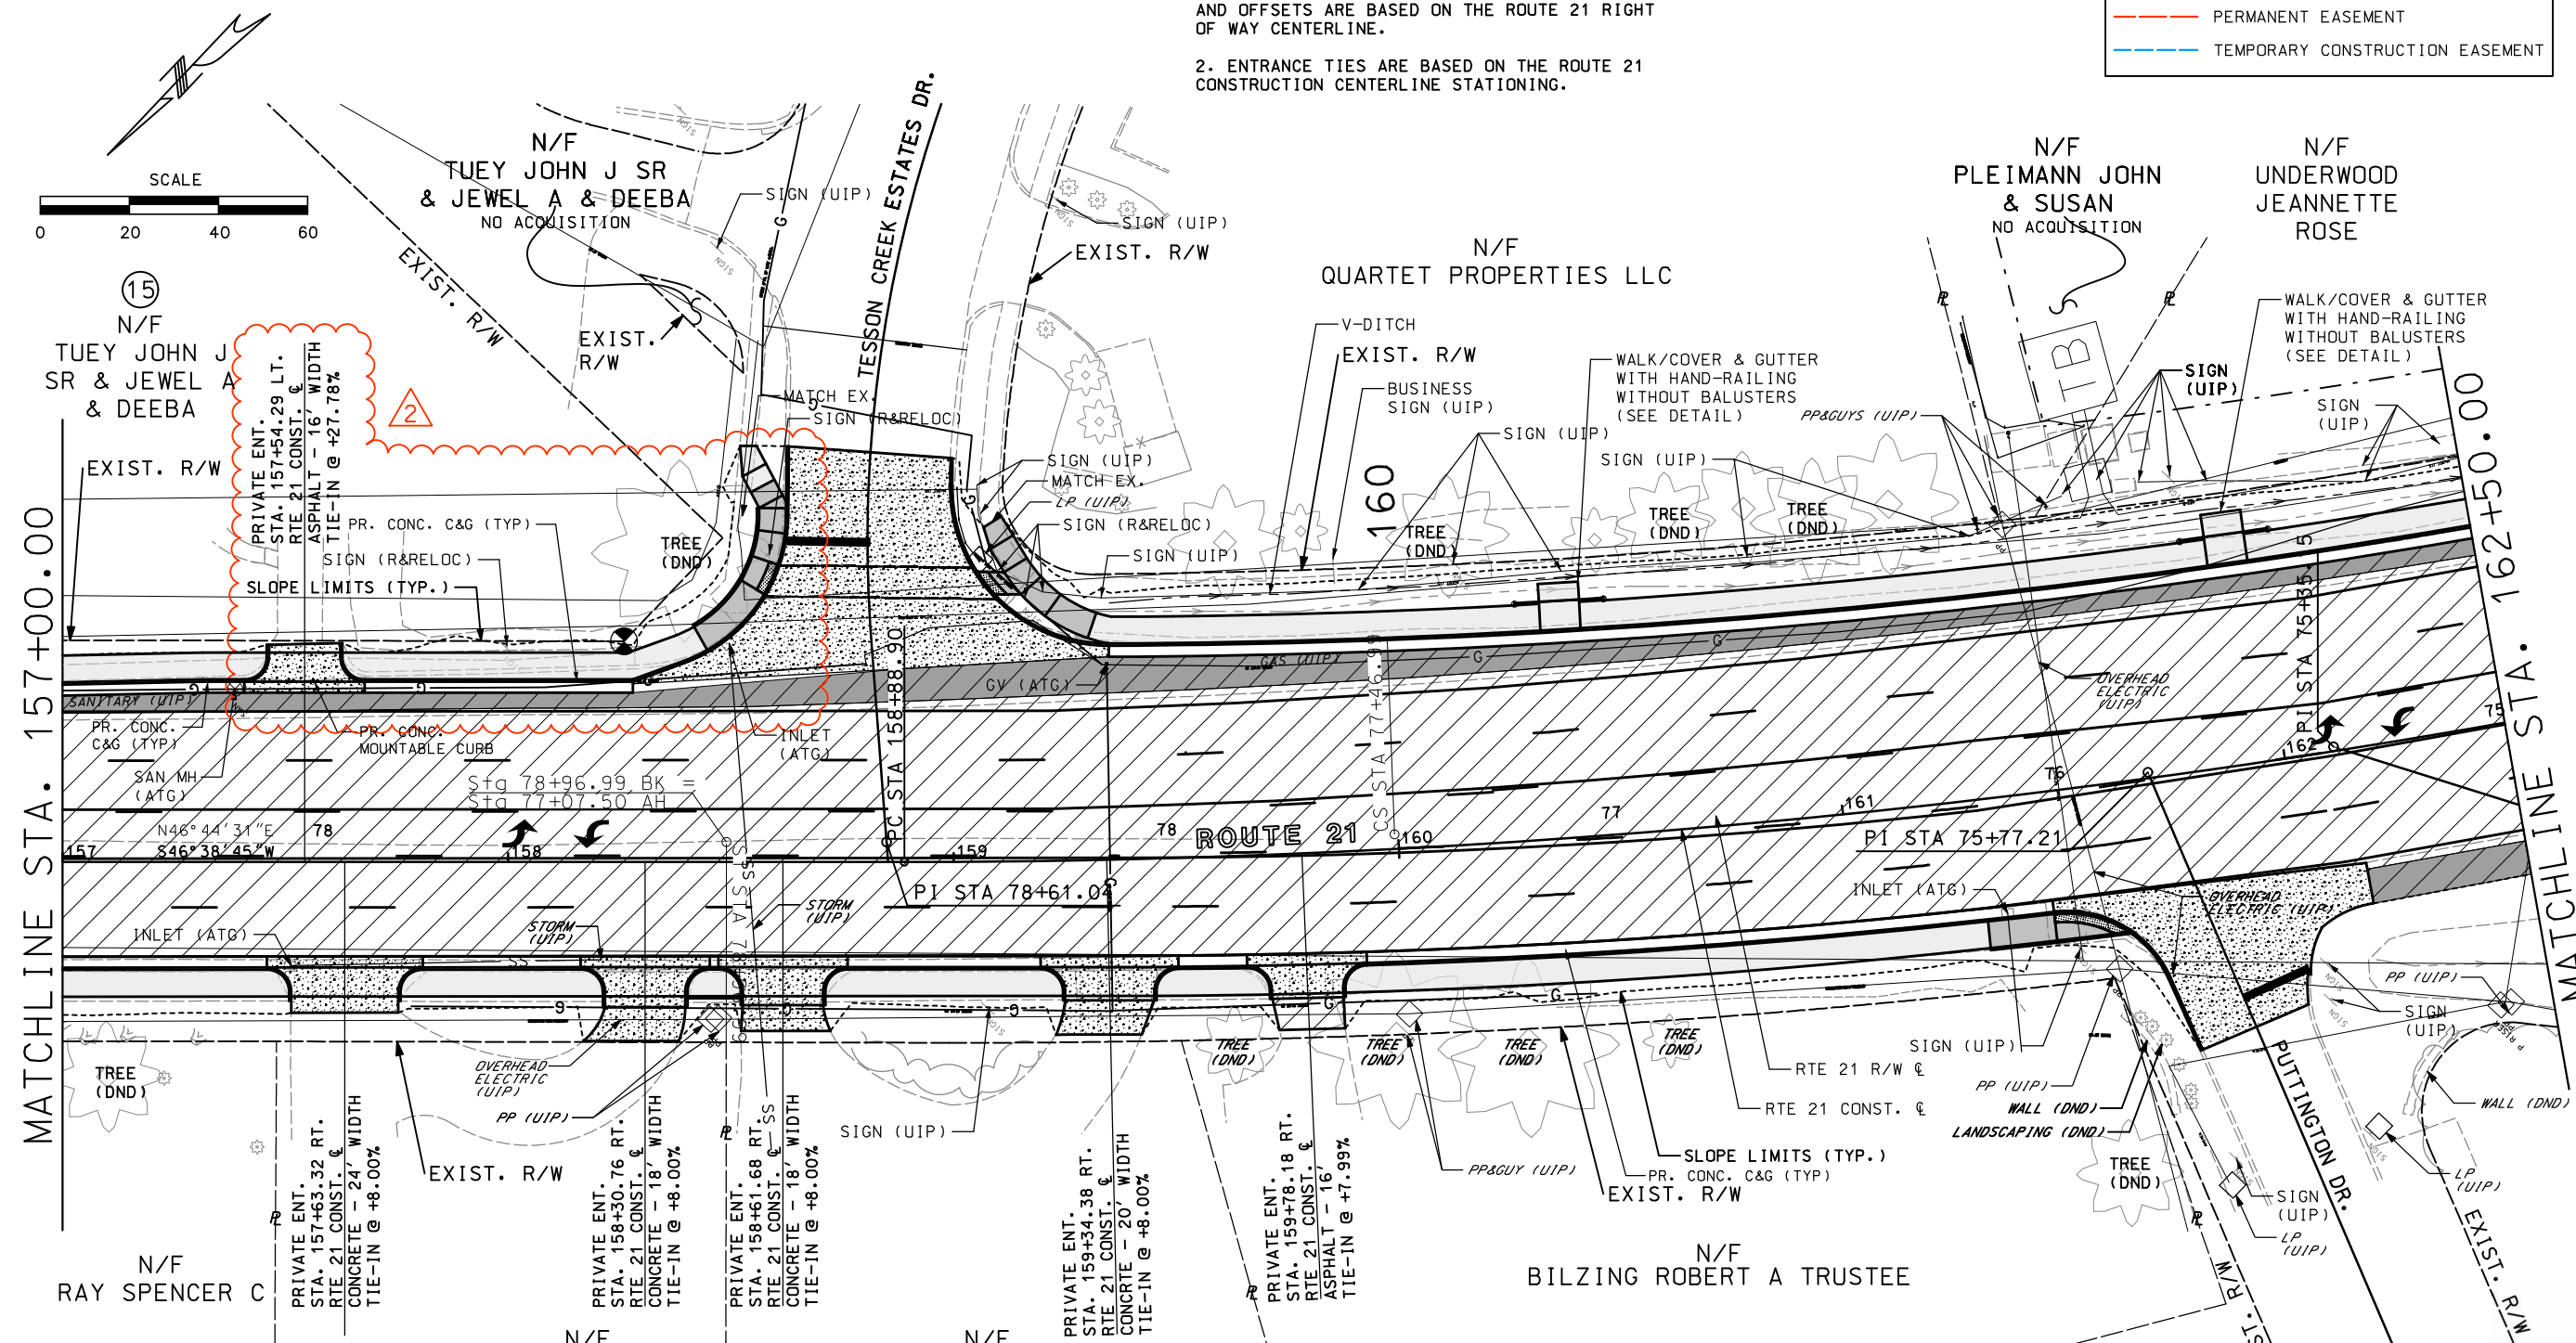 AND OFFSETS ARE BASED ON THE ROUTE 21 RIGHT
OF WAY CENTERLINE.
2. ENTRANCE TIES ARE BASED ON THE ROUTE 21
CONSTRUCTION CENTERLINE STATIONING.
PERMANENT EASEMENT
TEMPORARY CONSTRUCTION EASEMENT
SCALE
0 20 40 60
15
N/F
TUEY JOHN J
SR & JEWEL A
& DEEBA
EXIST. R/W
MATCHLINE STA. 157+00.00
N/F
TUEY JOHN J SR
& JEWEL A & DEEBA
NO ACQUISITION
EXIST. R/W
EXIST.
R/W
SIGN (UIP)
TESSON CREEK ESTATES DR.
SIGN (UIP)
EXIST. R/W
N/F
QUARTET PROPERTIES LLC
N/F
PLEIMANN JOHN
& SUSAN
NO ACQUISITION
N/F
UNDERWOOD
JEANNETTE
ROSE
PRIVATE ENT.
STA. 157+54.29 LT.
RTE 21 CONST. ℄
ASPHALT - 16' WIDTH
TIE-IN @ +27.78%
2
MATCH EX.
SIGN (R&RELOC)
V-DITCH
EXIST. R/W
BUSINESS
SIGN (UIP)
SIGN (UIP)
WALK/COVER & GUTTER
WITH HAND-RAILING
WITHOUT BALUSTERS
(SEE DETAIL)
PP&GUYS (UIP)
SIGN (UIP)
1BS
SIGN
(UIP)
WALK/COVER & GUTTER
WITH HAND-RAILING
WITHOUT BALUSTERS
(SEE DETAIL)
SIGN
(UIP)
MATCHLINE STA. 162+50.00
PR. CONC. C&G (TYP)
SIGN (R&RELOC)
SLOPE LIMITS (TYP.)
TREE
(DND)
SIGN (UIP)
MATCH EX.
LP (UIP)
SIGN (R&RELOC)
SIGN (UIP)
160
TREE
(DND)
TREE
(DND)
TREE
(DND)
SANITARY (UIP)
PR. CONC.
C&G (TYP)
PR. CONC.
MOUNTABLE CURB
SAN MH
(ATG)
INLET
(ATG)
GV (ATG)
GAS (UIP)
PC STA 158+88.90
CS STA 77+46.99
OVERHEAD
ELECTRIC
(UIP)
Sta 78+96.99 BK =
Sta 77+07.50 AH
N46°44'31"E
S46°38'45"W
157
78
158
159
78
ROUTE 21
160
77
161
76
162
75
PI STA 78+61.04
PI STA 75+77.21
INLET (ATG)
STORM
(UIP)
STORM
(UIP)
INLET (ATG)
OVERHEAD
ELECTRIC (UIP)
SS
TREE
(DND)
OVERHEAD
ELECTRIC
(UIP)
PP (UIP)
EXIST. R/W
SIGN (UIP)
TREE
(DND)
TREE
(DND)
TREE
(DND)
TREE
(DND)
PP&GUY (UIP)
SLOPE LIMITS (TYP.)
PR. CONC. C&G (TYP)
EXIST. R/W
RTE 21 R/W ℄
RTE 21 CONST. ℄
SIGN (UIP)
PP (UIP)
WALL (DND)
LANDSCAPING (DND)
TREE
(DND)
PUTTINGTON DR.
PP (UIP)
SIGN
(UIP)
WALL (DND)
LP
(UIP)
SIGN
(UIP)
LP
(UIP)
EXIST. R/W
N/F
RAY SPENCER C
PRIVATE ENT.
STA. 157+63.32 RT.
RTE 21 CONST. ℄
CONCRETE - 24' WIDTH
TIE-IN @ +8.00%
PRIVATE ENT.
STA. 158+30.76 RT.
RTE 21 CONST. ℄
CONCRETE - 18' WIDTH
TIE-IN @ +8.00%
PRIVATE ENT.
STA. 158+61.68 RT.
RTE 21 CONST. ℄
CONCRETE - 18' WIDTH
TIE-IN @ +8.00%
PRIVATE ENT.
STA. 159+34.38 RT.
RTE 21 CONST. ℄
CONCRTE - 20' WIDTH
TIE-IN @ +8.00%
PRIVATE ENT.
STA. 159+78.18 RT.
RTE 21 CONST. ℄
ASPHALT - 16'
TIE-IN @ +7.99%
N/F
BILZING ROBERT A TRUSTEE
N/F
N/F